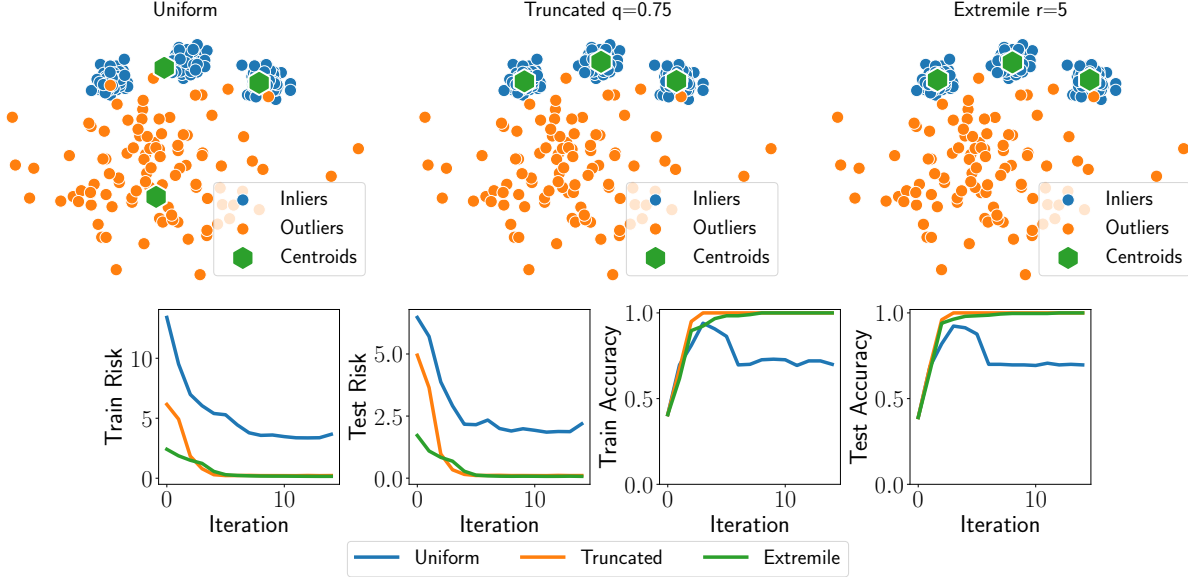 Uniform
Truncated q=0.75
Extremile r=5
Inliers
Outliers
Centroids
Inliers
Outliers
Centroids
Inliers
Outliers
Centroids
Train Risk
10
5
0
0
10
Iteration
Test Risk
5.0
2.5
0.0
0
10
Iteration
Train Accuracy
1.0
0.5
0.0
0
10
Iteration
Test Accuracy
1.0
0.5
0.0
0
10
Iteration
Uniform
Truncated
Extremile